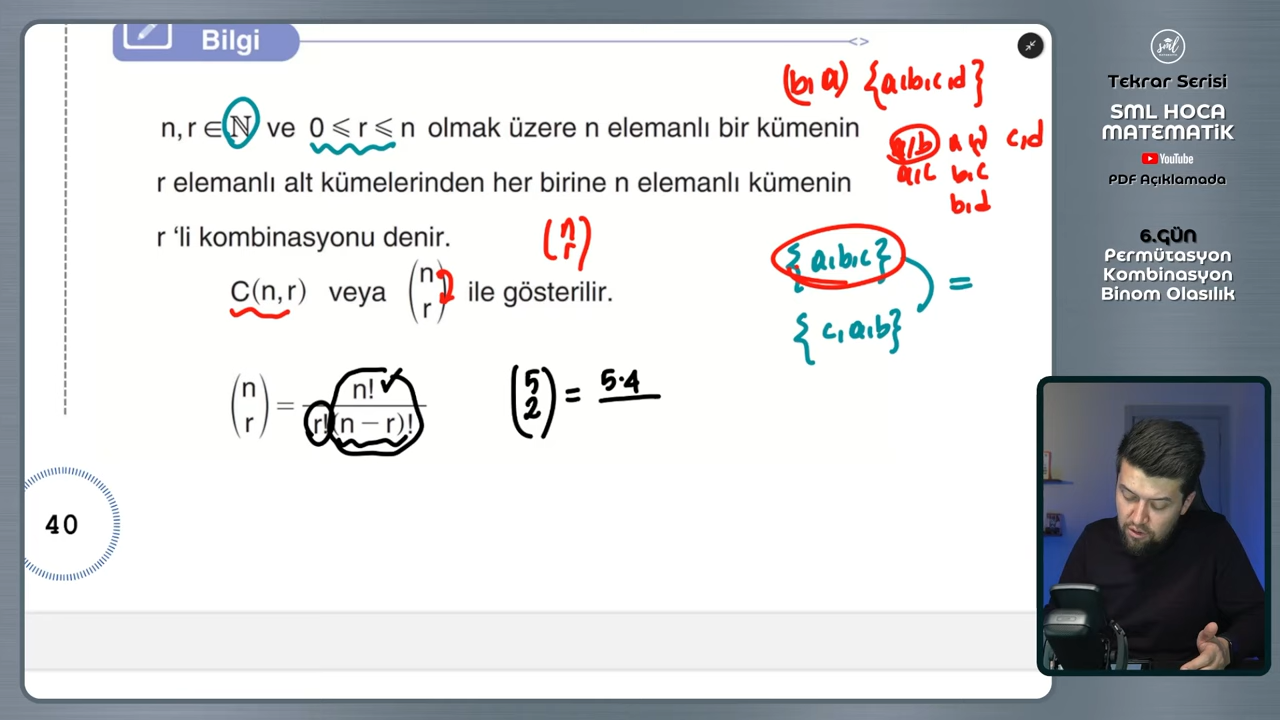 Bilgi
n, r ∈ ℕ ve 0 ⩽ r ⩽ n olmak üzere n elemanlı bir kümenin
r elemanlı alt kümelerinden her birine n elemanlı kümenin
r 'li kombinasyonu denir.
(n r)
C(n, r) veya (n r) ile gösterilir.
(n r) = n! / r!(n − r)!
(5 2) = 5·4
(b,a) {a,b,c,d}
a,b
c,d
a,c b,c
b,d
{a,b,c}
=
{c,a,b}
40
sml
Tekrar Serisi
SML HOCA
MATEMATİK
YouTube
PDF Açıklamada
6.GÜN
Permütasyon
Kombinasyon
Binom Olasılık